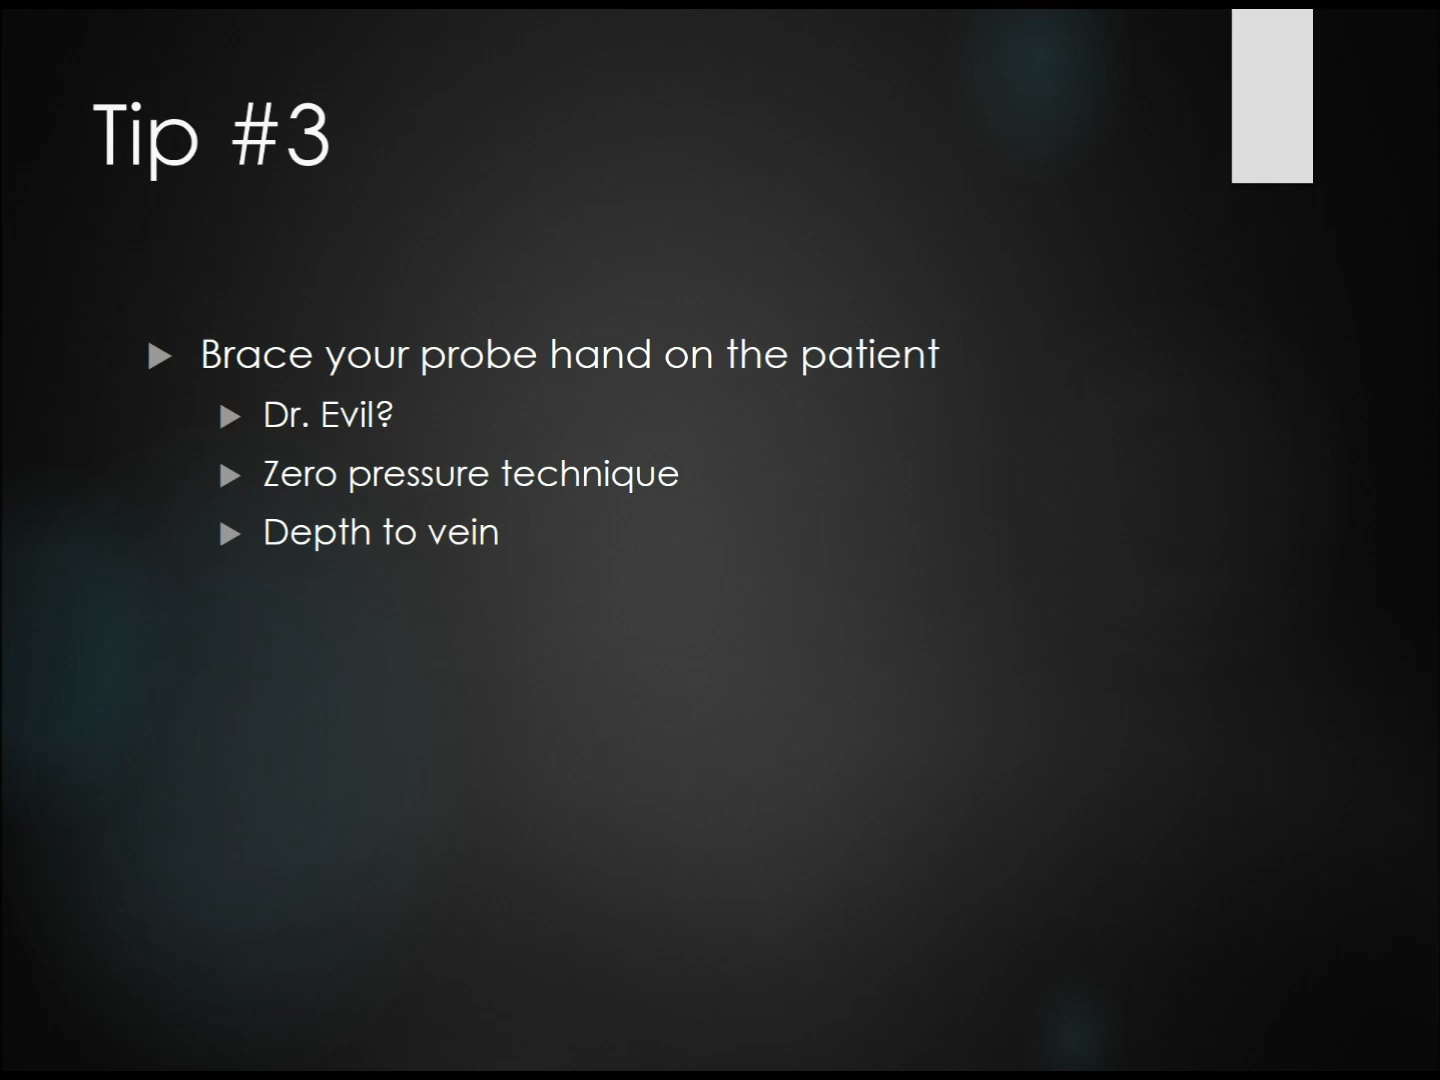 Tip #3
Brace your probe hand on the patient
Dr. Evil?
Zero pressure technique
Depth to vein